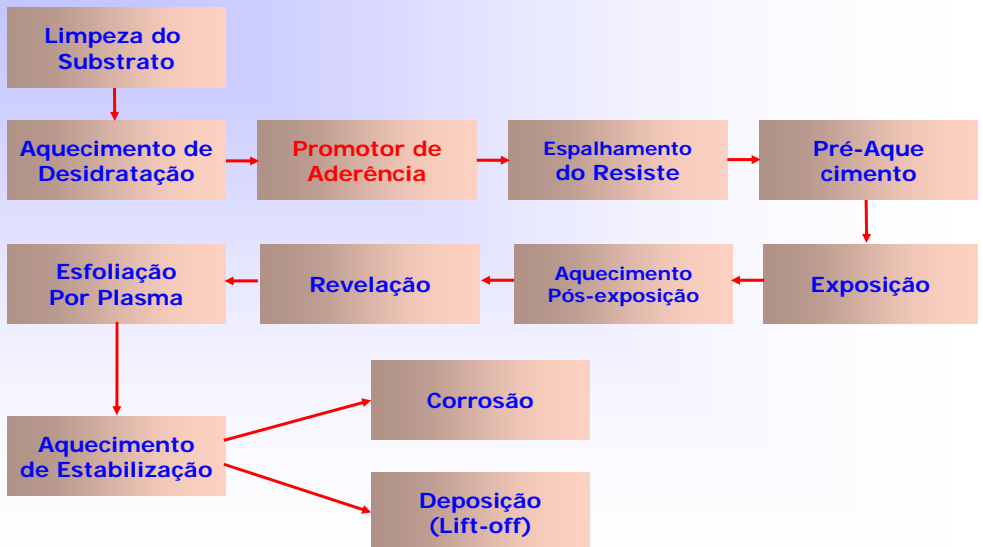 Limpeza do
Substrato
Aquecimento de
Desidratação
Promotor de
Aderência
Espalhamento
do Resiste
Pré-Aque
cimento
Exposição
Aquecimento
Pós-exposição
Revelação
Esfoliação
Por Plasma
Aquecimento
de Estabilização
Corrosão
Deposição
(Lift-off)